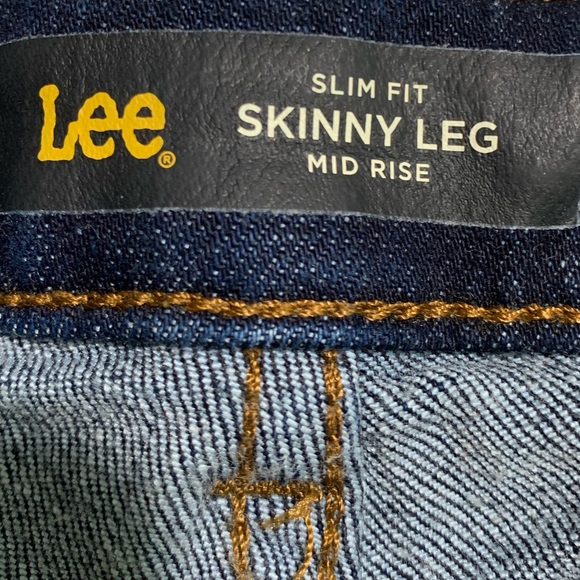 Lee®
SLIM FIT
SKINNY LEG
MID RISE